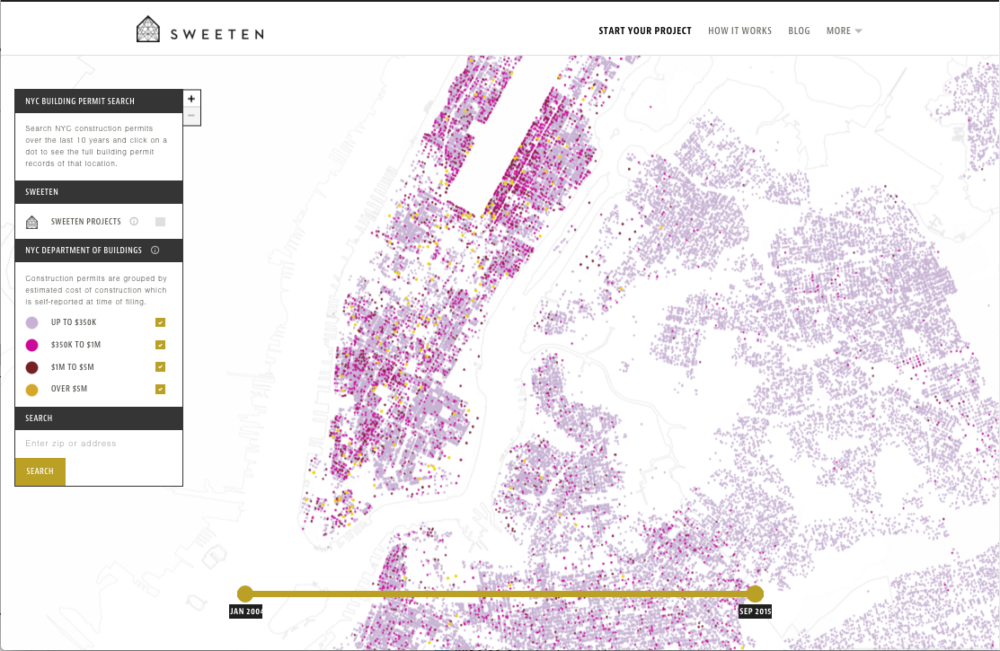 SWEETEN
START YOUR PROJECT HOW IT WORKS BLOG MORE
NYC BUILDING PERMIT SEARCH
+
−
Search NYC construction permits
over the last 10 years and click on a
dot to see the full building permit
records of that location.
SWEETEN
SWEETEN PROJECTS
NYC DEPARTMENT OF BUILDINGS
Construction permits are grouped by
estimated cost of construction which
is self-reported at time of filing.
UP TO $350K
$350K TO $1M
$1M TO $5M
OVER $5M
SEARCH
Enter zip or address
SEARCH
JAN 2004
SEP 2015